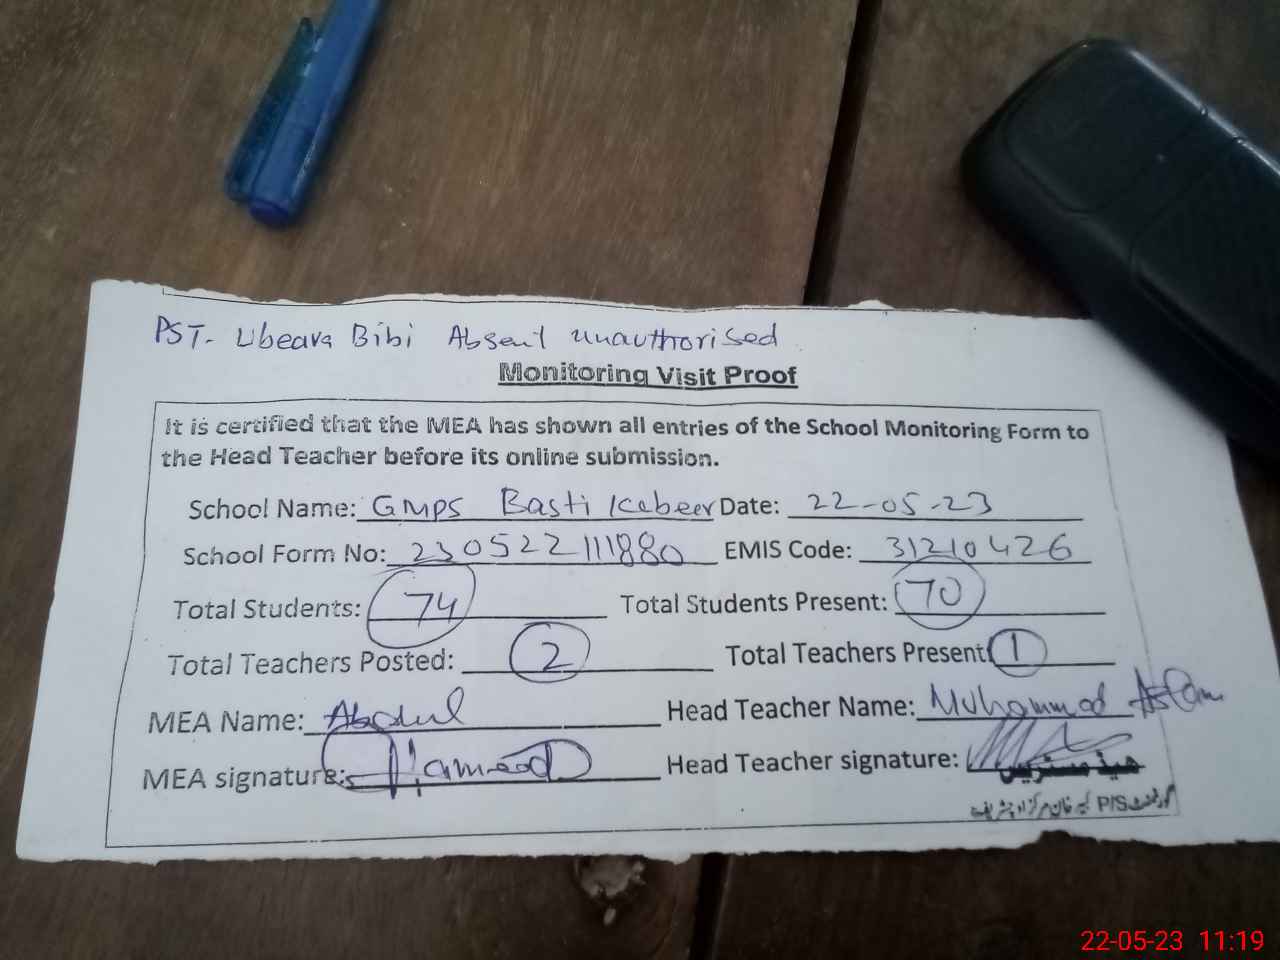 PST. Ubeara Bibi Absent unauthorised
Monitoring Visit Proof
It is certified that the MEA has shown all entries of the School Monitoring Form to
the Head Teacher before its online submission.
School Name: GMPS Basti Kabeer Date: 22-05-23
School Form No: 230522111880 EMIS Code: 31210426
Total Students: 74 Total Students Present: 70
Total Teachers Posted: 2 Total Teachers Present: 1
MEA Name: Abdul Head Teacher Name: Muhammad Aslam
MEA signature: Hameed Head Teacher signature:
ہیڈ مسٹریس
گورنمنٹ P/S
22-05-23 11:19